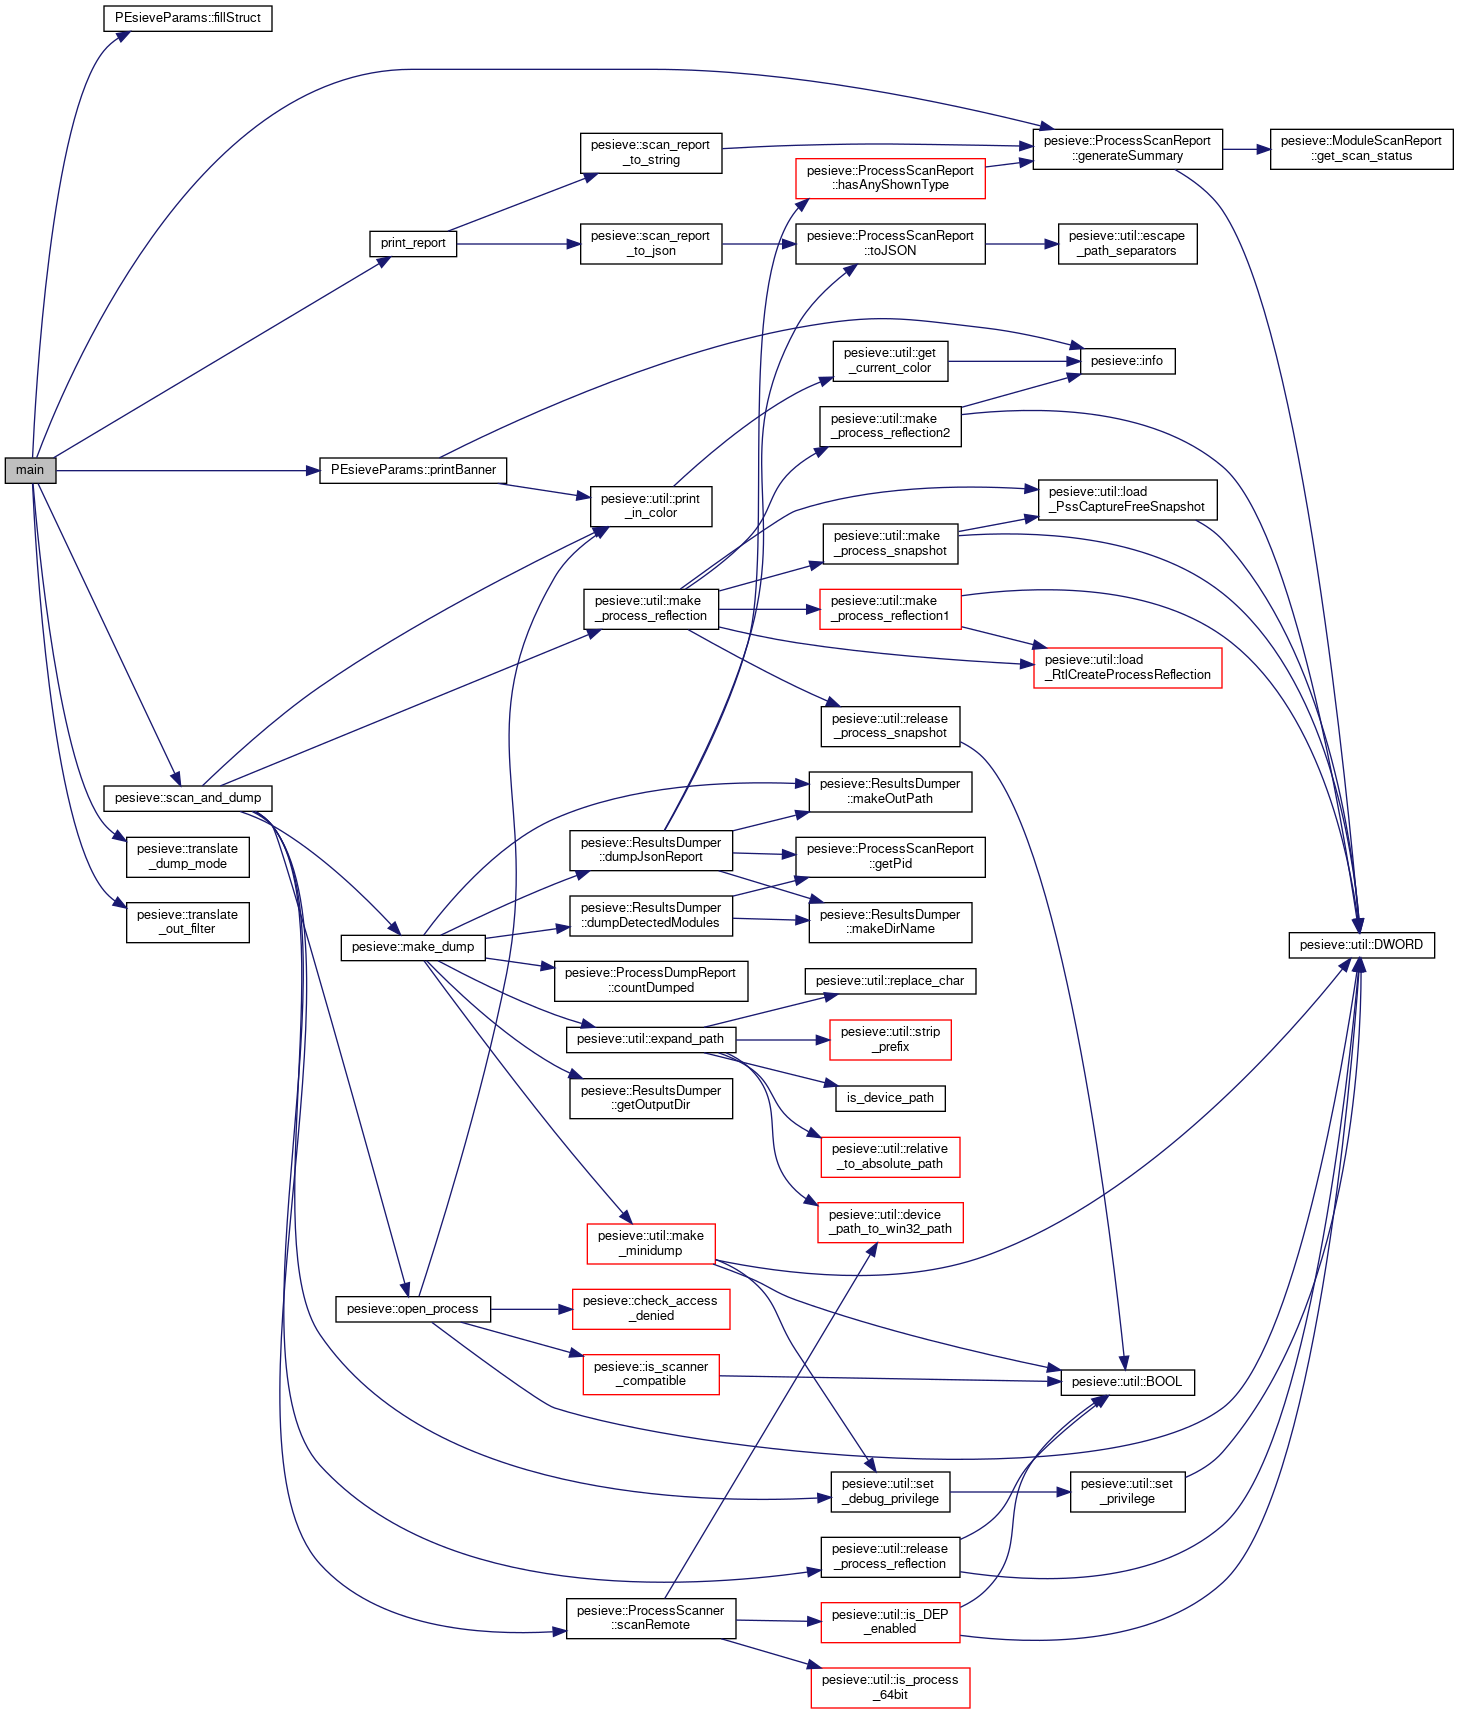 PEsieveParams::fillStruct
pesieve::ProcessScanReport
::generateSummary
pesieve::ModuleScanReport
::get_scan_status
pesieve::scan_report
_to_string
pesieve::ProcessScanReport
::hasAnyShownType
print_report
pesieve::scan_report
_to_json
pesieve::ProcessScanReport
::toJSON
pesieve::util::escape
_path_separators
pesieve::util::get
_current_color
pesieve::info
pesieve::util::make
_process_reflection2
main
PEsieveParams::printBanner
pesieve::util::print
_in_color
pesieve::util::load
_PssCaptureFreeSnapshot
pesieve::util::make
_process_snapshot
pesieve::util::make
_process_reflection
pesieve::util::make
_process_reflection1
pesieve::util::load
_RtlCreateProcessReflection
pesieve::util::release
_process_snapshot
pesieve::scan_and_dump
pesieve::ResultsDumper
::makeOutPath
pesieve::translate
_dump_mode
pesieve::ResultsDumper
::dumpJsonReport
pesieve::ProcessScanReport
::getPid
pesieve::translate
_out_filter
pesieve::ResultsDumper
::dumpDetectedModules
pesieve::ResultsDumper
::makeDirName
pesieve::make_dump
pesieve::util::DWORD
pesieve::ProcessDumpReport
::countDumped
pesieve::util::replace_char
pesieve::util::expand_path
pesieve::util::strip
_prefix
pesieve::ResultsDumper
::getOutputDir
is_device_path
pesieve::util::relative
_to_absolute_path
pesieve::util::device
_path_to_win32_path
pesieve::util::make
_minidump
pesieve::open_process
pesieve::check_access
_denied
pesieve::is_scanner
_compatible
pesieve::util::BOOL
pesieve::util::set
_debug_privilege
pesieve::util::set
_privilege
pesieve::util::release
_process_reflection
pesieve::ProcessScanner
::scanRemote
pesieve::util::is_DEP
_enabled
pesieve::util::is_process
_64bit